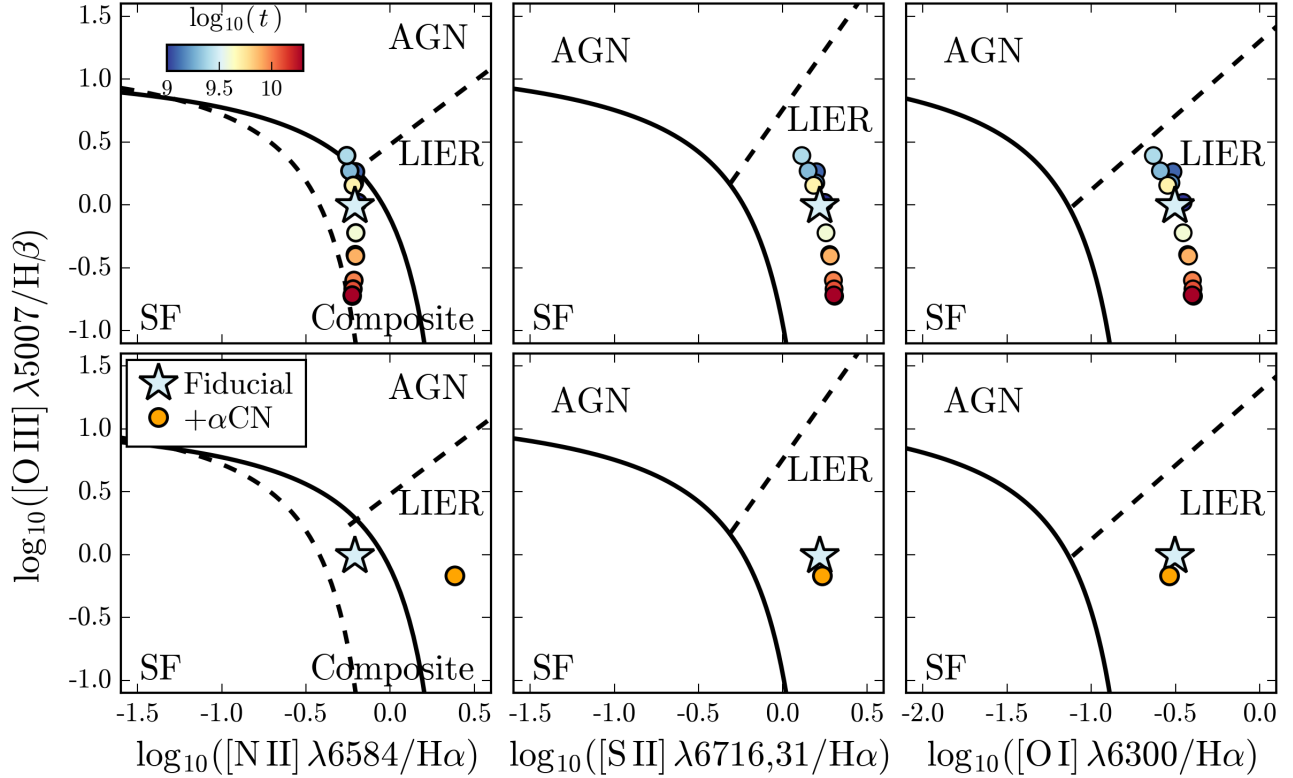 log₁₀(t)
9 9.5 10
AGN
LIER
SF
Composite
1.5
1.0
0.5
0.0
-0.5
-1.0
AGN
LIER
SF
AGN
LIER
SF
log₁₀([O III] λ5007/Hβ)
Fiducial
+αCN
AGN
LIER
SF
Composite
1.5
1.0
0.5
0.0
-0.5
-1.0
AGN
LIER
SF
AGN
LIER
SF
-1.5 -1.0 -0.5 0.0 0.5
-1.5 -1.0 -0.5 0.0 0.5
-2.0 -1.5 -1.0 -0.5 0.0
log₁₀([N II] λ6584/Hα)
log₁₀([S II] λ6716,31/Hα)
log₁₀([O I] λ6300/Hα)